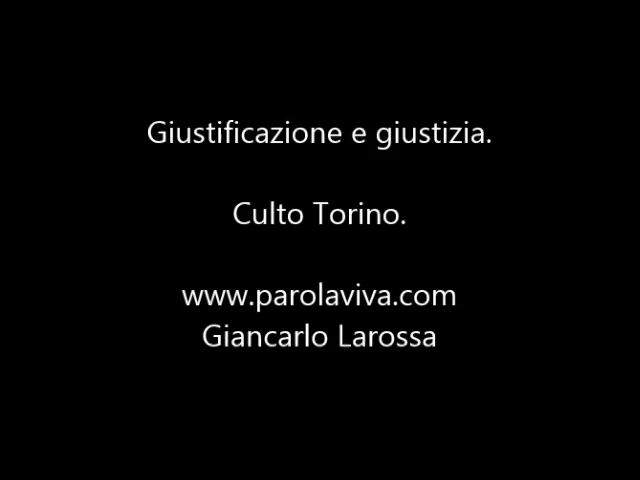 Giustificazione e giustizia.
Culto Torino.
www.parolaviva.com
Giancarlo Larossa